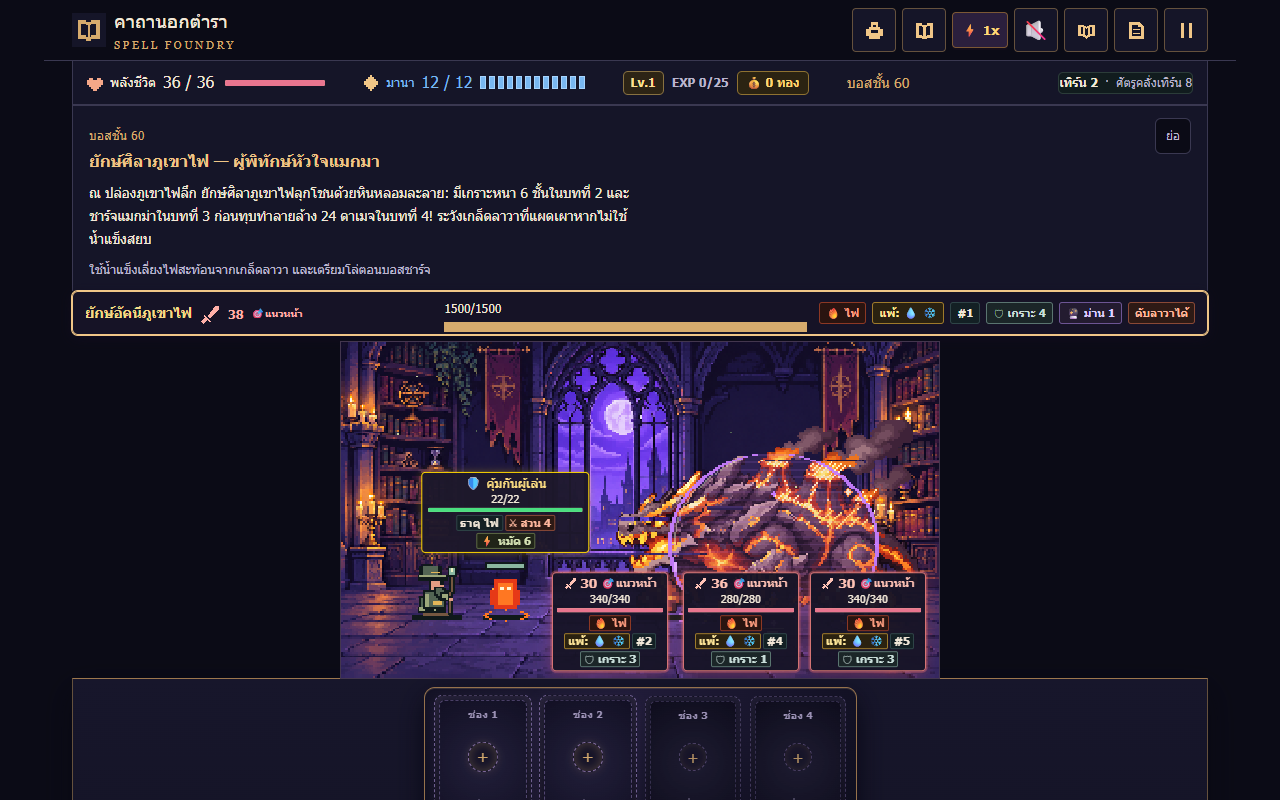 คาถานอกตำรา
SPELL FOUNDRY
1x
พลังชีวิต 36 / 36
มานา 12 / 12
Lv.1 EXP 0/25 0 ทอง
บอสชั้น 60
เทิร์น 2 · ศัตรูคลั่งเทิร์น 8
บอสชั้น 60
ย่อ
ยักษ์ศิลาภูเขาไฟ — ผู้พิทักษ์หัวใจแมกมา
ณ ปล่องภูเขาไฟลึก ยักษ์ศิลาภูเขาไฟลุกโชนด้วยหินหลอมละลาย: มีเกราะหนา 6 ชั้นในบทที่ 2 และ
ชาร์จแมกม่าในบทที่ 3 ก่อนทุบทำลายล้าง 24 ดาเมจในบทที่ 4! ระวังเกล็ดลาวาที่แผดเผาหากไม่ใช้
น้ำแข็งสยบ
ใช้น้ำแข็งเลี่ยงไฟสะท้อนจากเกล็ดลาวา และเตรียมโล่ตอนบอสชาร์จ
ยักษ์อัคนีภูเขาไฟ 38 แนวหน้า
1500/1500
ไฟ แพ้: #1 เกราะ 4 ม่าน 1 ดับลาวาได้
คุ้มกันผู้เล่น
22/22
ธาตุ ไฟ สวน 4
หมัด 6
30 แนวหน้า
340/340
ไฟ
แพ้: #2
เกราะ 3
36 แนวหน้า
280/280
ไฟ
แพ้: #4
เกราะ 1
30 แนวหน้า
340/340
ไฟ
แพ้: #5
เกราะ 3
ช่อง 1
ช่อง 2
ช่อง 3
ช่อง 4
+
+
+
+